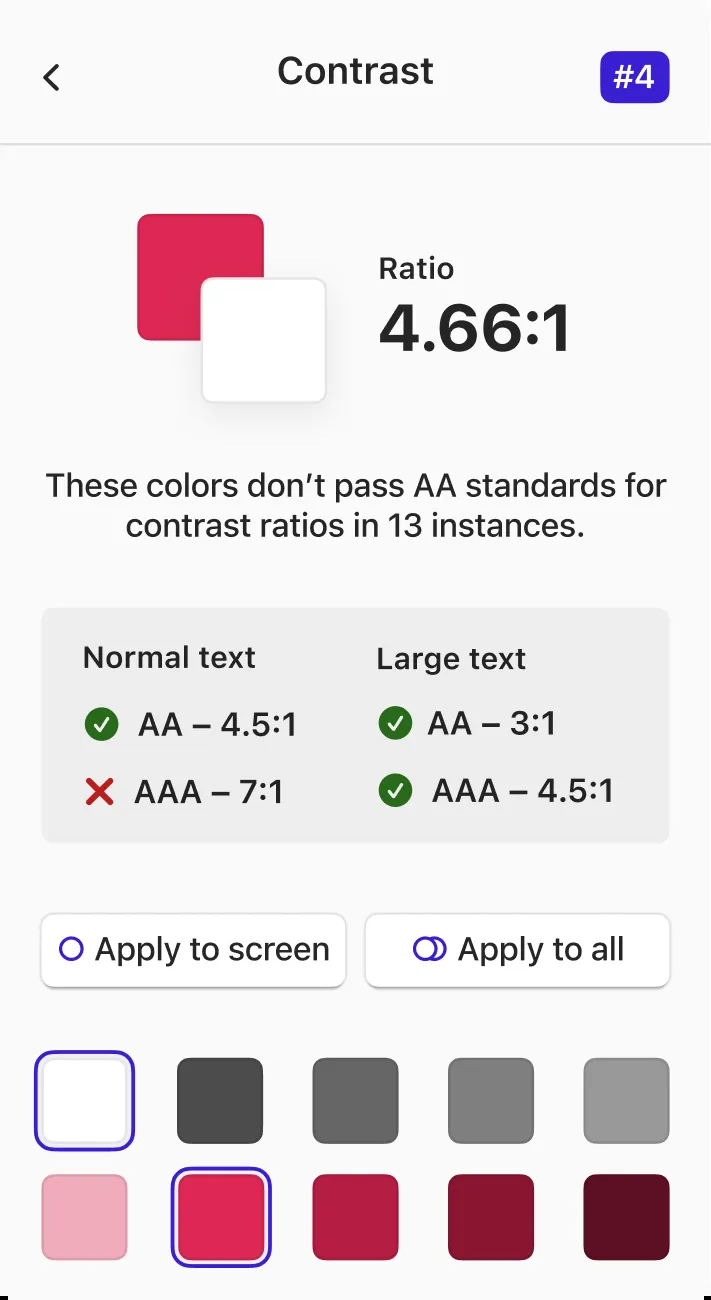 Contrast
#4
Ratio
4.66:1
These colors don’t pass AA standards for
contrast ratios in 13 instances.
Normal text
Large text
AA – 4.5:1
AA – 3:1
AAA – 7:1
AAA – 4.5:1
Apply to screen
Apply to all